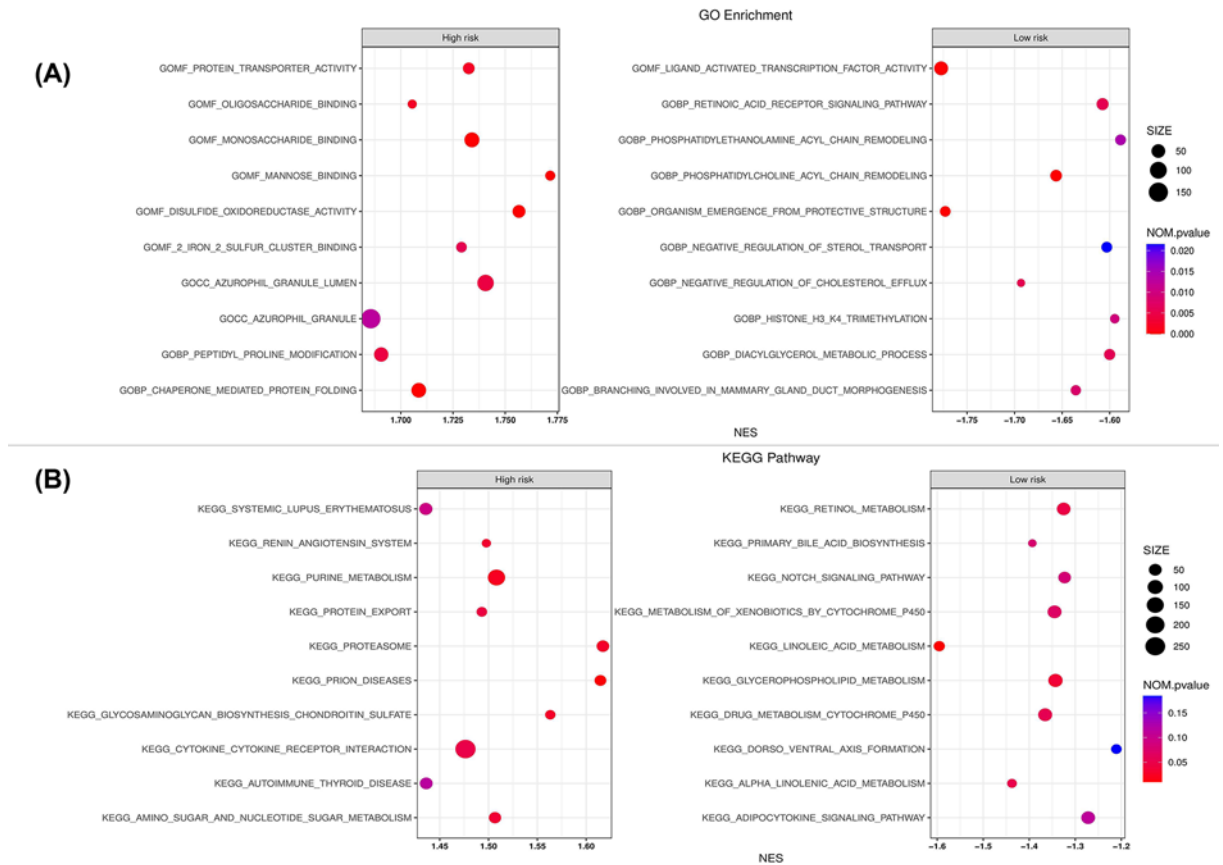 GO Enrichment
(A)
High risk
GOMF_PROTEIN_TRANSPORTER_ACTIVITY
GOMF_OLIGOSACCHARIDE_BINDING
GOMF_MONOSACCHARIDE_BINDING
GOMF_MANNOSE_BINDING
GOMF_DISULFIDE_OXIDOREDUCTASE_ACTIVITY
GOMF_2_IRON_2_SULFUR_CLUSTER_BINDING
GOCC_AZUROPHIL_GRANULE_LUMEN
GOCC_AZUROPHIL_GRANULE
GOBP_PEPTIDYL_PROLINE_MODIFICATION
GOBP_CHAPERONE_MEDIATED_PROTEIN_FOLDING
1.700 1.725 1.750 1.775
Low risk
GOMF_LIGAND_ACTIVATED_TRANSCRIPTION_FACTOR_ACTIVITY
GOBP_RETINOIC_ACID_RECEPTOR_SIGNALING_PATHWAY
GOBP_PHOSPHATIDYLETHANOLAMINE_ACYL_CHAIN_REMODELING
GOBP_PHOSPHATIDYLCHOLINE_ACYL_CHAIN_REMODELING
GOBP_ORGANISM_EMERGENCE_FROM_PROTECTIVE_STRUCTURE
GOBP_NEGATIVE_REGULATION_OF_STEROL_TRANSPORT
GOBP_NEGATIVE_REGULATION_OF_CHOLESTEROL_EFFLUX
GOBP_HISTONE_H3_K4_TRIMETHYLATION
GOBP_DIACYLGLYCEROL_METABOLIC_PROCESS
GOBP_BRANCHING_INVOLVED_IN_MAMMARY_GLAND_DUCT_MORPHOGENESIS
−1.75 −1.70 −1.65 −1.60
NES
SIZE
50
100
150
NOM.pvalue
0.020
0.015
0.010
0.005
0.000
KEGG Pathway
(B)
High risk
KEGG_SYSTEMIC_LUPUS_ERYTHEMATOSUS
KEGG_RENIN_ANGIOTENSIN_SYSTEM
KEGG_PURINE_METABOLISM
KEGG_PROTEIN_EXPORT
KEGG_PROTEASOME
KEGG_PRION_DISEASES
KEGG_GLYCOSAMINOGLYCAN_BIOSYNTHESIS_CHONDROITIN_SULFATE
KEGG_CYTOKINE_CYTOKINE_RECEPTOR_INTERACTION
KEGG_AUTOIMMUNE_THYROID_DISEASE
KEGG_AMINO_SUGAR_AND_NUCLEOTIDE_SUGAR_METABOLISM
1.45 1.50 1.55 1.60
Low risk
KEGG_RETINOL_METABOLISM
KEGG_PRIMARY_BILE_ACID_BIOSYNTHESIS
KEGG_NOTCH_SIGNALING_PATHWAY
KEGG_METABOLISM_OF_XENOBIOTICS_BY_CYTOCHROME_P450
KEGG_LINOLEIC_ACID_METABOLISM
KEGG_GLYCEROPHOSPHOLIPID_METABOLISM
KEGG_DRUG_METABOLISM_CYTOCHROME_P450
KEGG_DORSO_VENTRAL_AXIS_FORMATION
KEGG_ALPHA_LINOLENIC_ACID_METABOLISM
KEGG_ADIPOCYTOKINE_SIGNALING_PATHWAY
−1.6 −1.5 −1.4 −1.3 −1.2
NES
SIZE
50
100
150
200
250
NOM.pvalue
0.15
0.10
0.05